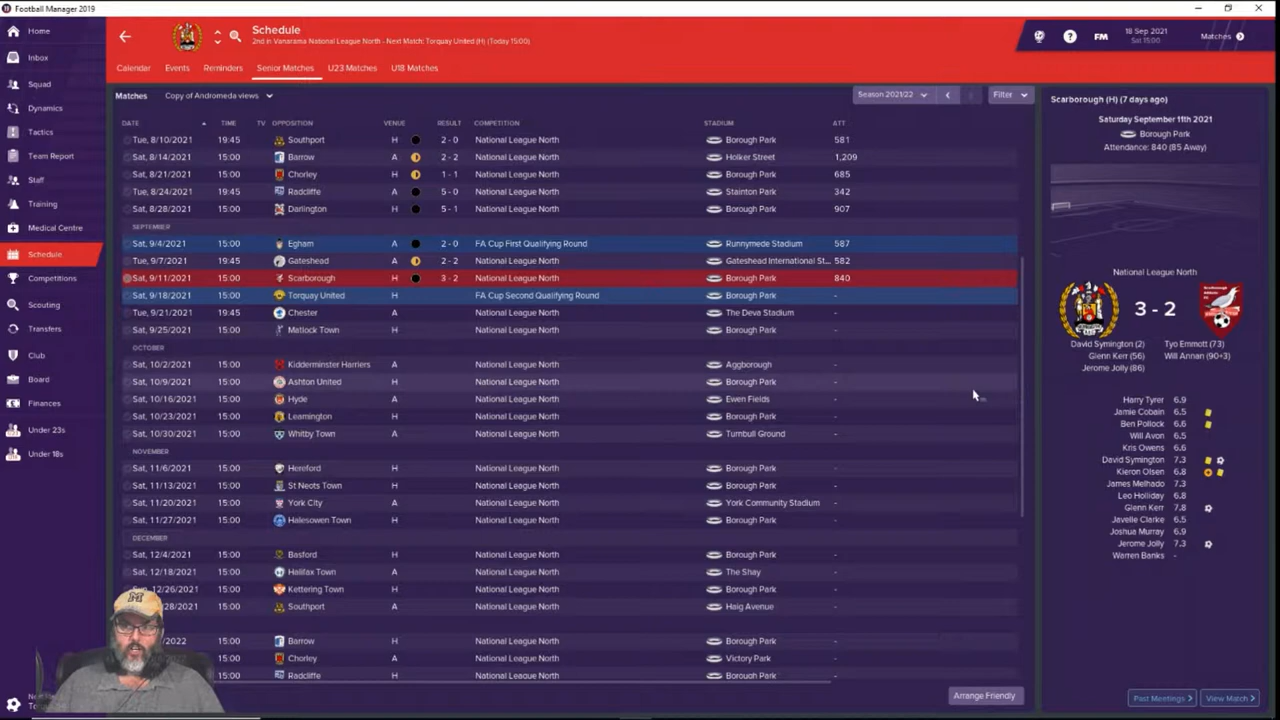 Football Manager 2019
Home
Inbox
Squad
Dynamics
Tactics
Team Report
Staff
Training
Medical Centre
Schedule
Competitions
Scouting
Transfers
Club
Board
Finances
Under 23s
Under 18s
Schedule
2nd in Vanarama National League North - Next Match: Torquay United (H) (Today 15:00)
18 Sep 2021
Sat 15:00
FM
Matches
Calendar Events Reminders Senior Matches U23 Matches U18 Matches
Matches Copy of Andromeda views Season 2021/22 Filter
DATE TIME TV OPPOSITION VENUE RESULT COMPETITION STADIUM ATT
Tue, 8/10/2021 19:45 Southport H 2 - 0 National League North Borough Park 581
Sat, 8/14/2021 15:00 Barrow A 2 - 2 National League North Holker Street 1,209
Sat, 8/21/2021 15:00 Chorley H 1 - 1 National League North Borough Park 685
Tue, 8/24/2021 19:45 Radcliffe A 5 - 0 National League North Stainton Park 342
Sat, 8/28/2021 15:00 Darlington H 5 - 1 National League North Borough Park 907
SEPTEMBER
Sat, 9/4/2021 15:00 Egham A 2 - 0 FA Cup First Qualifying Round Runnymede Stadium 587
Tue, 9/7/2021 19:45 Gateshead A 2 - 2 National League North Gateshead International St... 582
Sat, 9/11/2021 15:00 Scarborough H 3 - 2 National League North Borough Park 840
Sat, 9/18/2021 15:00 Torquay United H FA Cup Second Qualifying Round Borough Park -
Tue, 9/21/2021 19:45 Chester A National League North The Deva Stadium -
Sat, 9/25/2021 15:00 Matlock Town H National League North Borough Park -
OCTOBER
Sat, 10/2/2021 15:00 Kidderminster Harriers A National League North Aggborough -
Sat, 10/9/2021 15:00 Ashton United H National League North Borough Park -
Sat, 10/16/2021 15:00 Hyde A National League North Ewen Fields -
Sat, 10/23/2021 15:00 Leamington H National League North Borough Park -
Sat, 10/30/2021 15:00 Whitby Town A National League North Turnbull Ground -
NOVEMBER
Sat, 11/6/2021 15:00 Hereford H National League North Borough Park -
Sat, 11/13/2021 15:00 St Neots Town H National League North Borough Park -
Sat, 11/20/2021 15:00 York City A National League North York Community Stadium -
Sat, 11/27/2021 15:00 Halesowen Town H National League North Borough Park -
DECEMBER
Sat, 12/4/2021 15:00 Basford H National League North Borough Park -
Sat, 12/18/2021 15:00 Halifax Town A National League North The Shay -
12/26/2021 15:00 Kettering Town H National League North Borough Park -
/28/2021 15:00 Southport A National League North Haig Avenue -
/2022 15:00 Barrow H National League North Borough Park -
15:00 Chorley A National League North Victory Park -
15:00 Radcliffe H National League North Borough Park -
Arrange Friendly
Scarborough (H) (7 days ago)
Saturday September 11th 2021
Borough Park
Attendance: 840 (85 Away)
National League North
3 - 2
David Symington (2) Tyo Emmott (73)
Glenn Kerr (56) Will Annan (90+3)
Jerome Jolly (86)
Harry Tyrer 6.9
Jamie Cobain 6.5
Ben Pollock 6.6
Will Avon 6.5
Kris Owens 6.6
David Symington 7.3
Kieron Olsen 6.8
James Melhado 7.3
Leo Holliday 6.8
Glenn Kerr 7.8
Javelle Clarke 6.5
Joshua Murray 6.9
Jerome Jolly 7.3
Warren Banks -
Past Meetings View Match